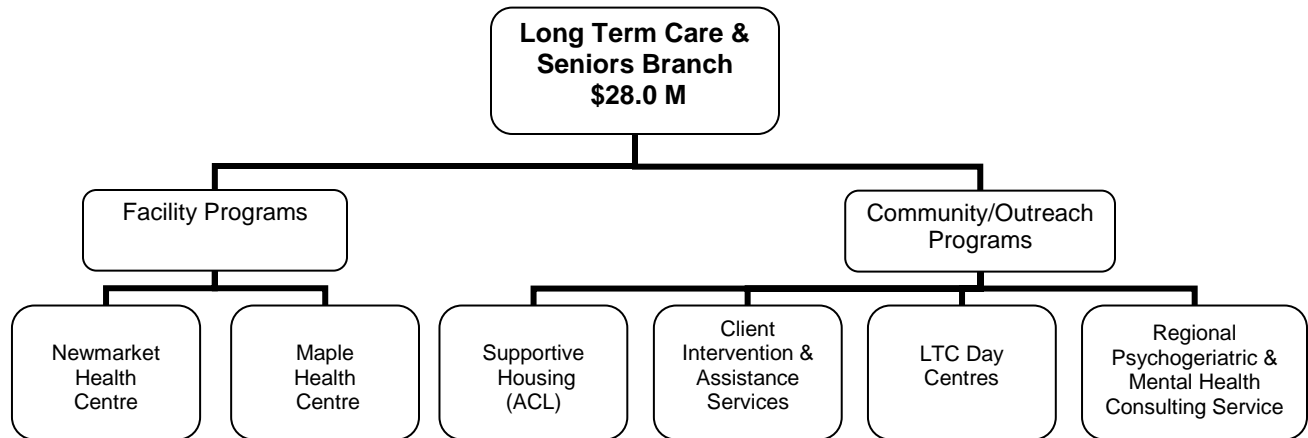 Long Term Care &
Seniors Branch
$28.0 M
Facility Programs
Community/Outreach
Programs
Newmarket
Health
Centre
Maple
Health
Centre
Supportive
Housing
(ACL)
Client
Intervention &
Assistance
Services
LTC Day
Centres
Regional
Psychogeriatric &
Mental Health
Consulting Service